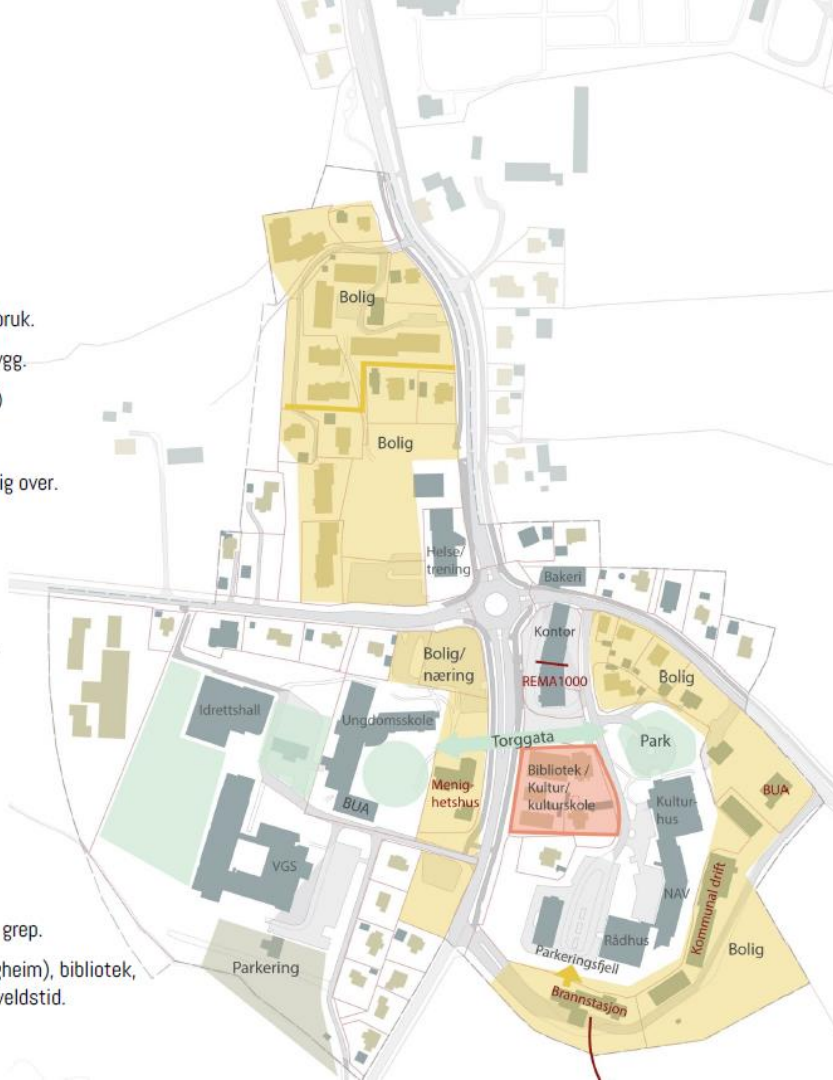 Bolig
oruk.
ygg.
)
Bolig
ig over.
Helse/
trening
Bakeri
Kontor
Bolig/
næring
REMA1000
Bolig
Idrettshall
Ungdomsskole
Torggata
Park
Bibliotek /
Kultur/
kulturskole
Menig-
hetshus
BUA
Kultur-
hus
BUA
VGS
NAV
Kommunal drift
grep.
Rådhus
Bolig
Parkering
Parkeringsfjell
gheim), bibliotek,
veldstid.
Brannstasjon